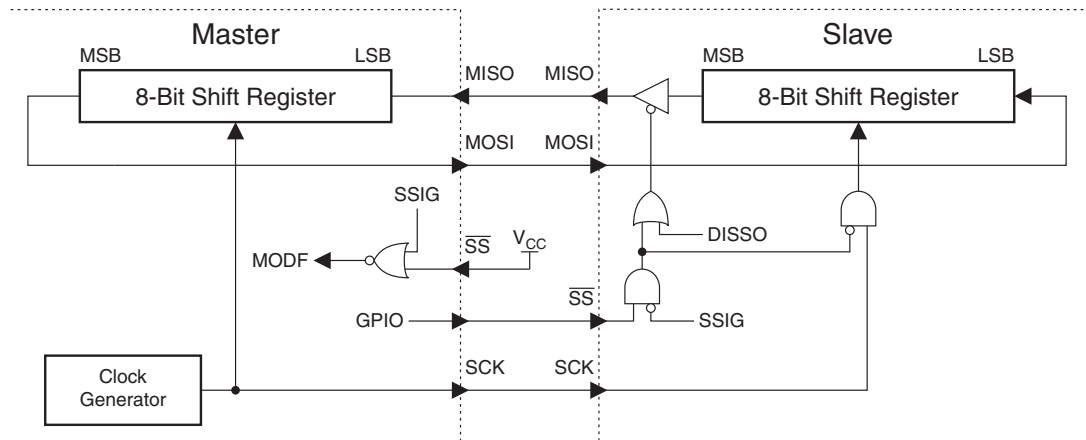 Master
Slave
MSB
LSB
MISO
MISO
MSB
LSB
8-Bit Shift Register
8-Bit Shift Register
MOSI
MOSI
SSIG
SS
VCC
DISSO
MODF
SS
GPIO
SSIG
SCK
SCK
Clock
Generator